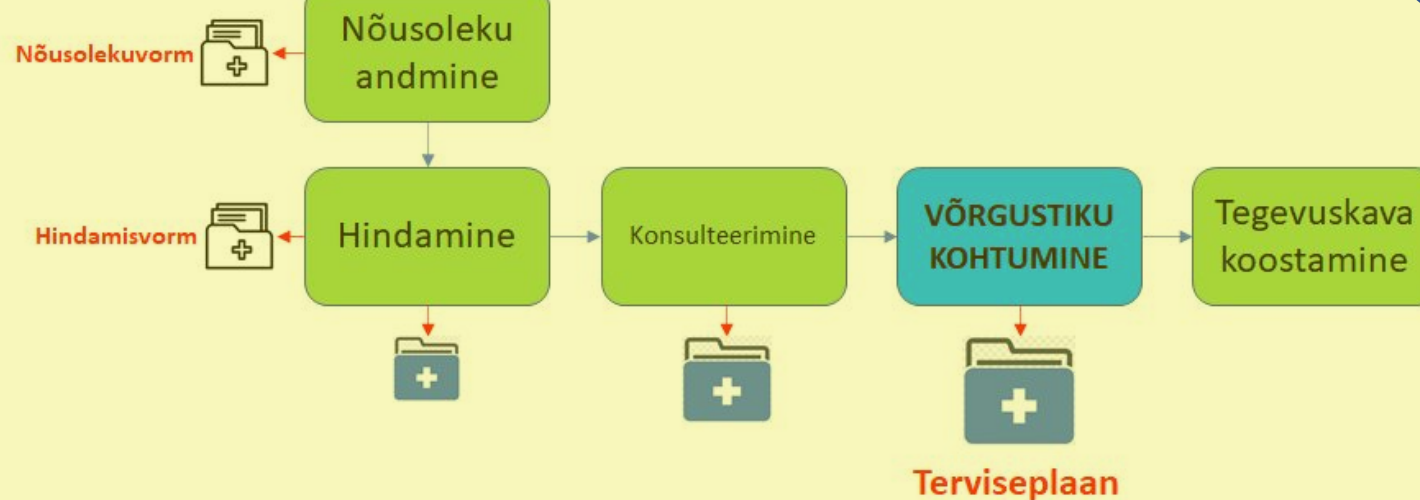 Nõusolekuvorm
Nõusoleku
andmine
Hindamisvorm
Hindamine
Konsulteerimine
VÕRGUSTIKU
KOHTUMINE
Tegevuskava
koostamine
Terviseplaan